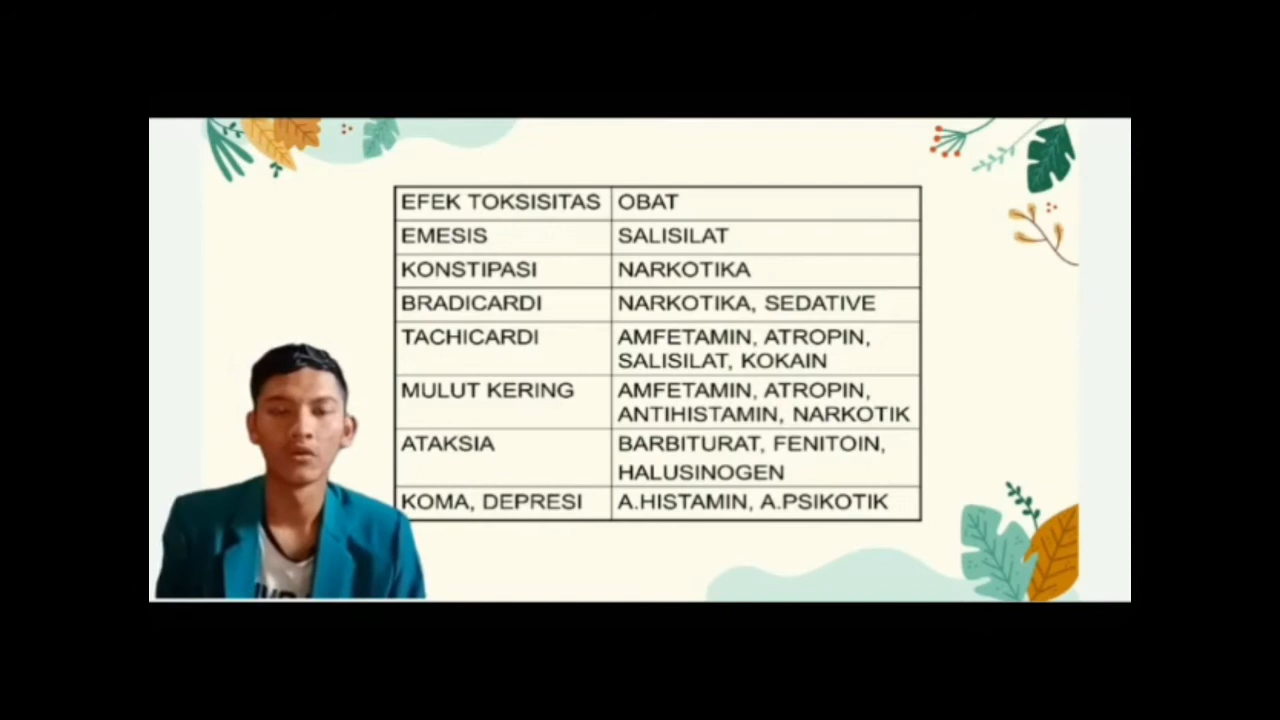 EFEK TOKSISITAS OBAT
EMESIS SALISILAT
KONSTIPASI NARKOTIKA
BRADICARDI NARKOTIKA, SEDATIVE
TACHICARDI AMFETAMIN, ATROPIN,
SALISILAT, KOKAIN
MULUT KERING AMFETAMIN, ATROPIN,
ANTIHISTAMIN, NARKOTIK
ATAKSIA BARBITURAT, FENITOIN,
HALUSINOGEN
KOMA, DEPRESI A.HISTAMIN, A.PSIKOTIK